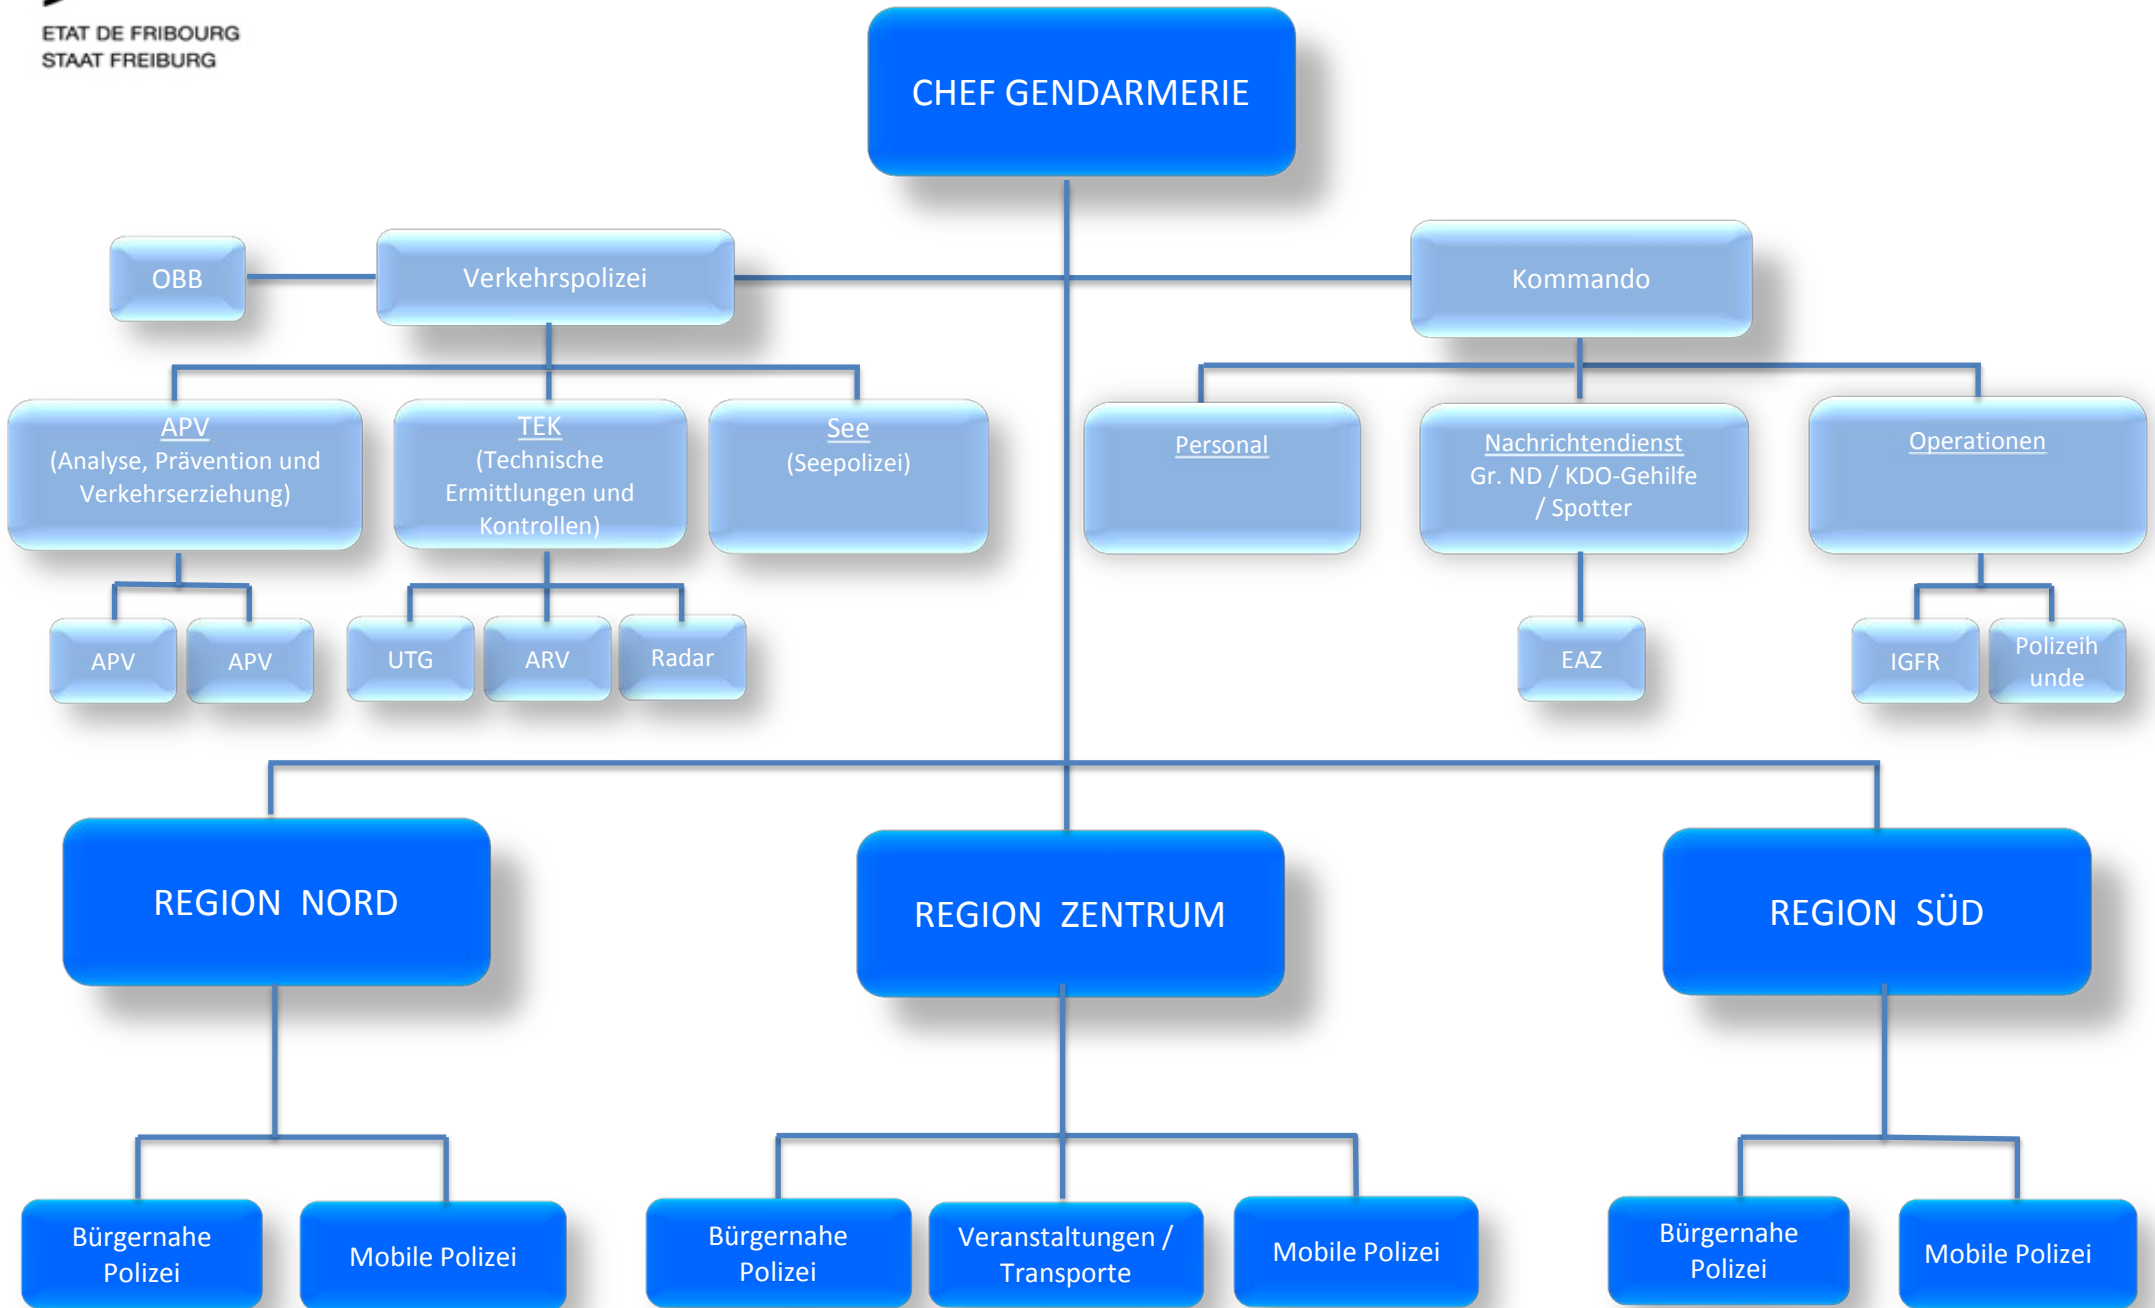 ETAT DE FRIBOURG
STAAT FREIBURG
CHEF GENDARMERIE
OBB
Verkehrspolizei
Kommando
APV
(Analyse, Prävention und
Verkehrserziehung)
TEK
(Technische
Ermittlungen und
Kontrollen)
See
(Seepolizei)
Personal
Nachrichtendienst
Gr. ND / KDO-Gehilfe
/ Spotter
Operationen
APV
APV
UTG
ARV
Radar
EAZ
IGFR
Polizeih
unde
REGION NORD
REGION ZENTRUM
REGION SÜD
Bürgernahe
Polizei
Mobile Polizei
Bürgernahe
Polizei
Veranstaltungen /
Transporte
Mobile Polizei
Bürgernahe
Polizei
Mobile Polizei